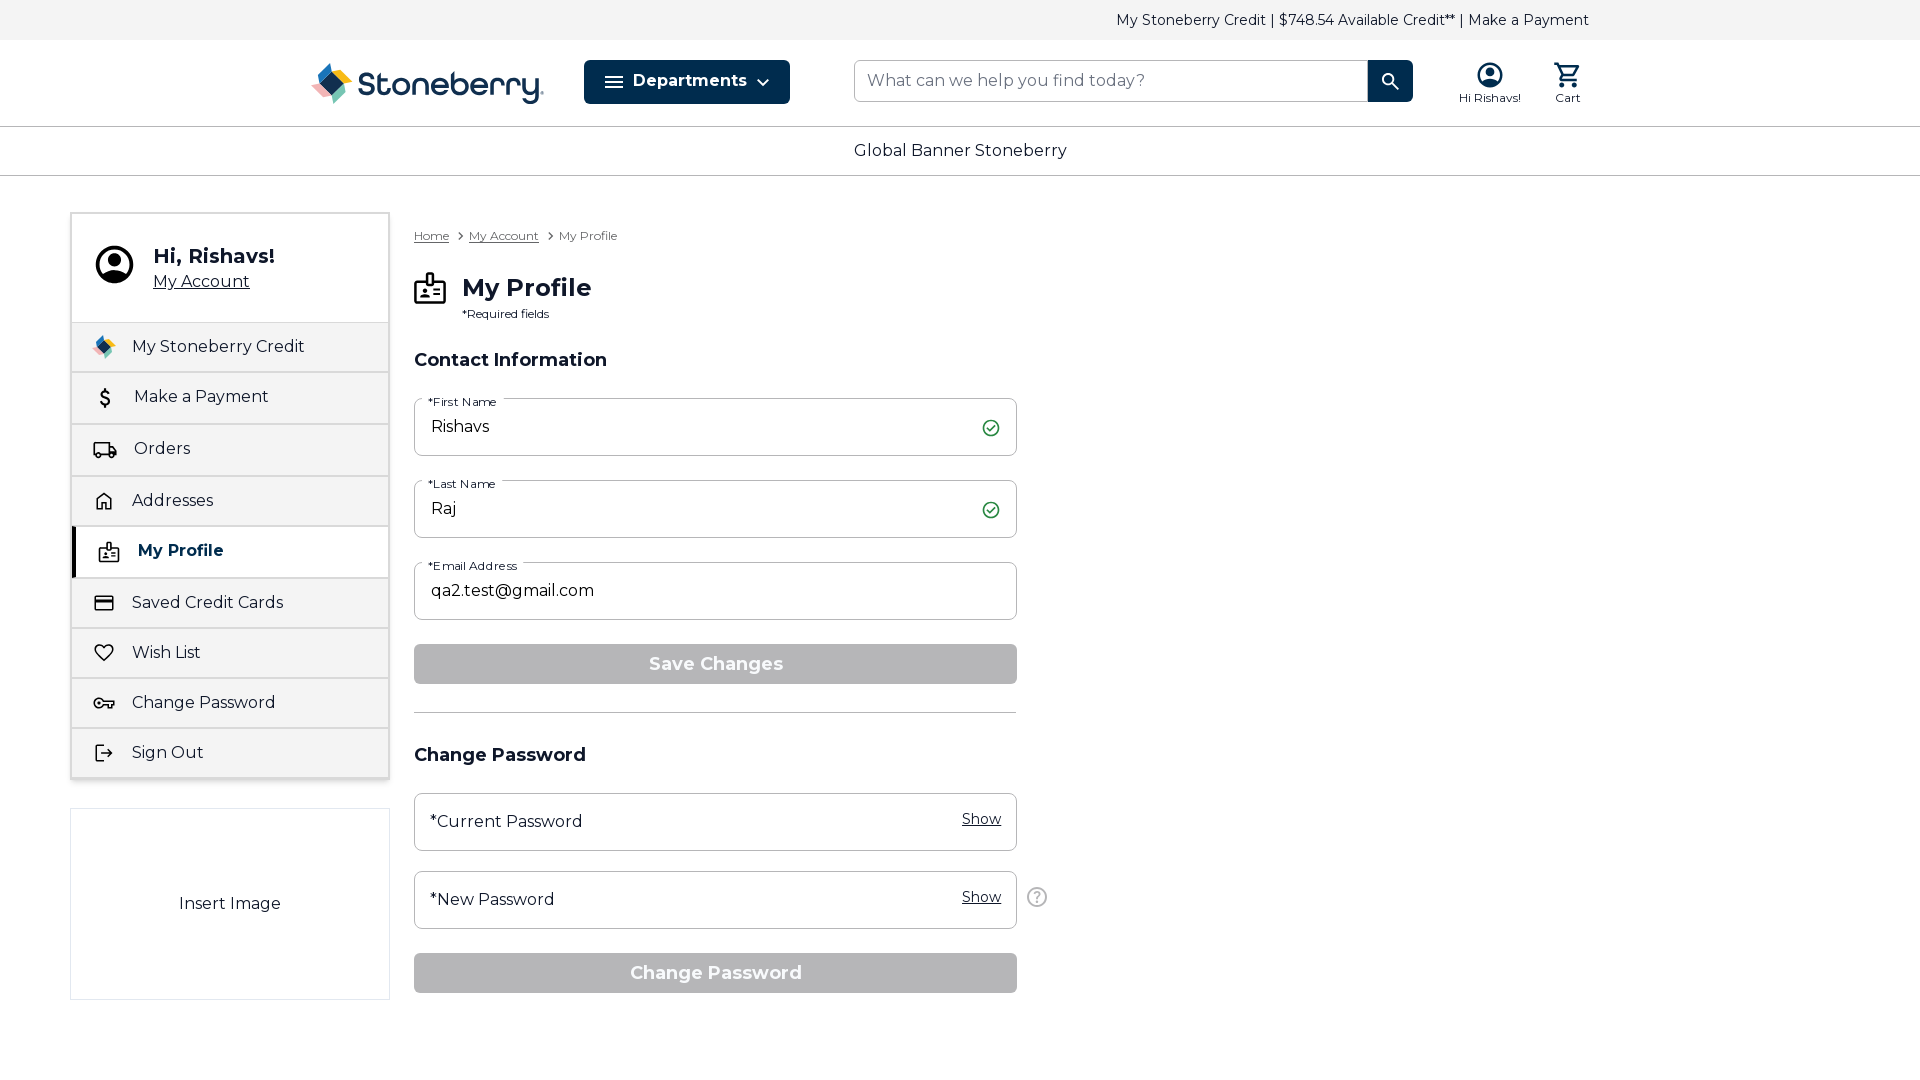 My Stoneberry Credit | $748.54 Available Credit** | Make a Payment
Stoneberry
Departments
What can we help you find today?
Hi Rishavs!
Cart
Global Banner Stoneberry
Hi, Rishavs!
My Account
My Stoneberry Credit
Make a Payment
Orders
Addresses
My Profile
Saved Credit Cards
Wish List
Change Password
Sign Out
Insert Image
Home > My Account > My Profile
My Profile
*Required fields
Contact Information
*First Name
Rishavs
*Last Name
Raj
*Email Address
qa2.test@gmail.com
Save Changes
Change Password
*Current Password Show
*New Password Show
Change Password